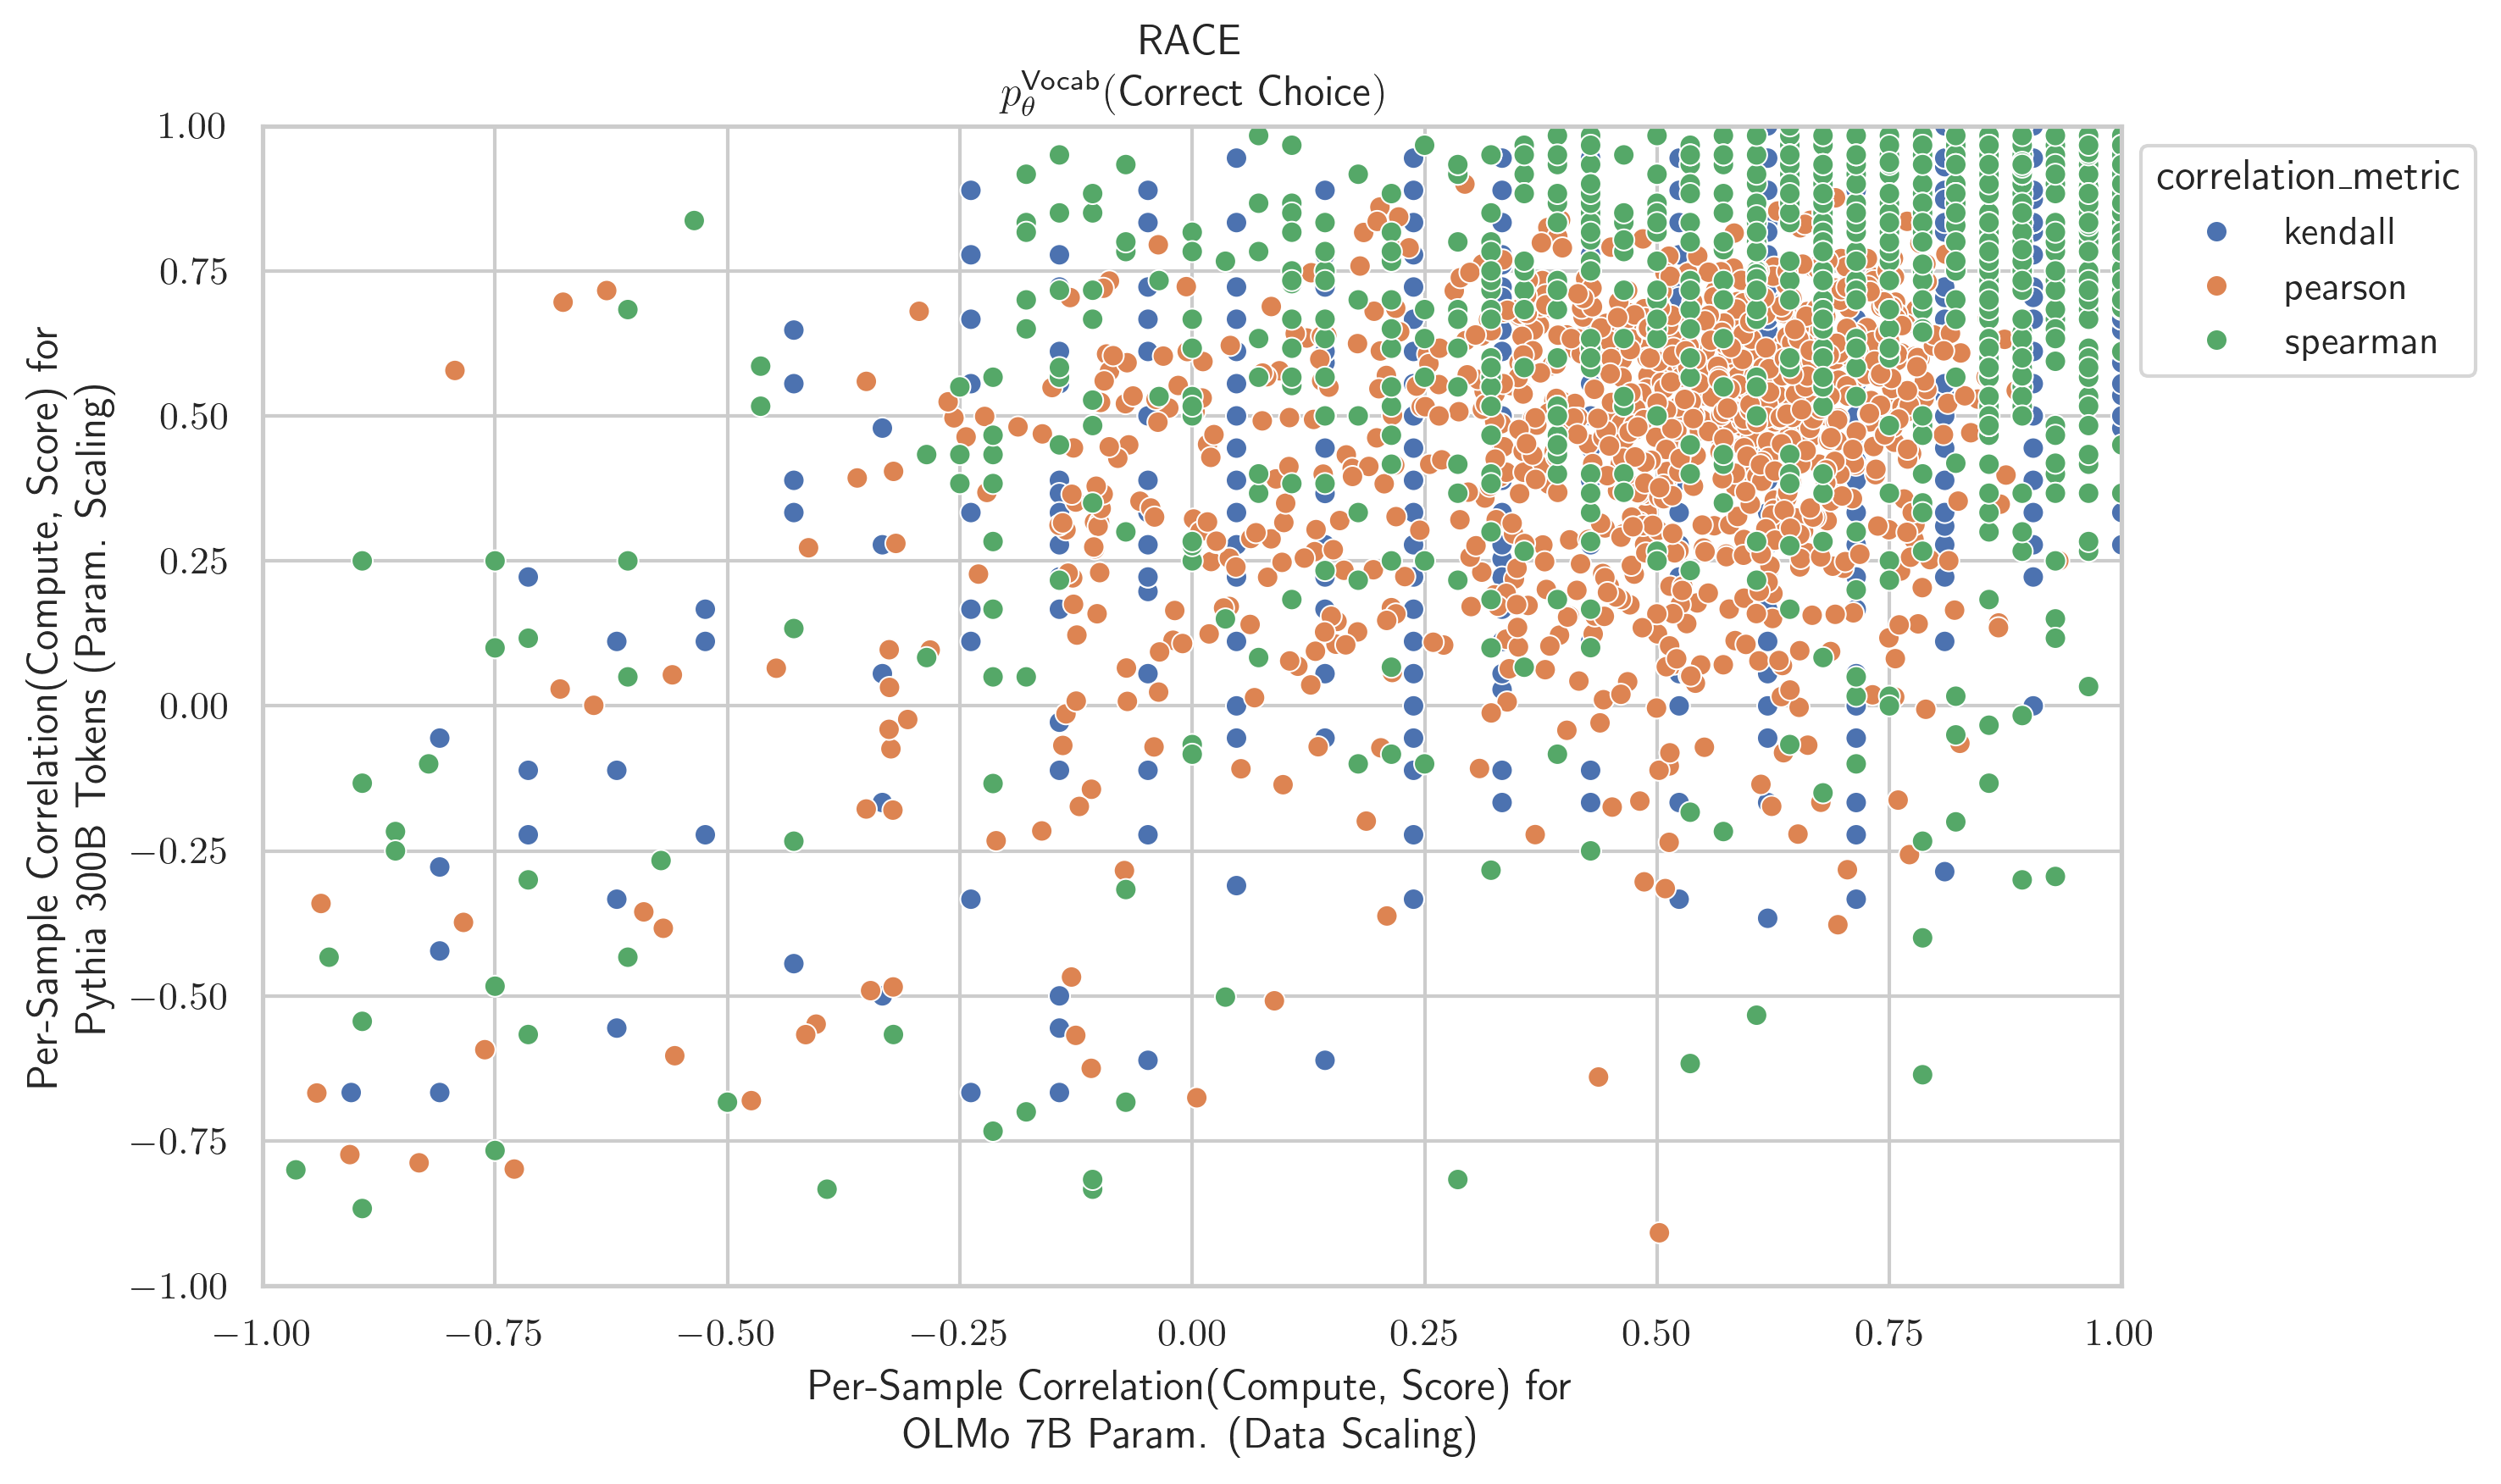 RACE
p_θ^Vocab(Correct Choice)
Per-Sample Correlation(Compute, Score) for
Pythia 300B Tokens (Param. Scaling)
1.00
0.75
0.50
0.25
0.00
−0.25
−0.50
−0.75
−1.00
correlation_metric
kendall
pearson
spearman
−1.00 −0.75 −0.50 −0.25 0.00 0.25 0.50 0.75 1.00
Per-Sample Correlation(Compute, Score) for
OLMo 7B Param. (Data Scaling)